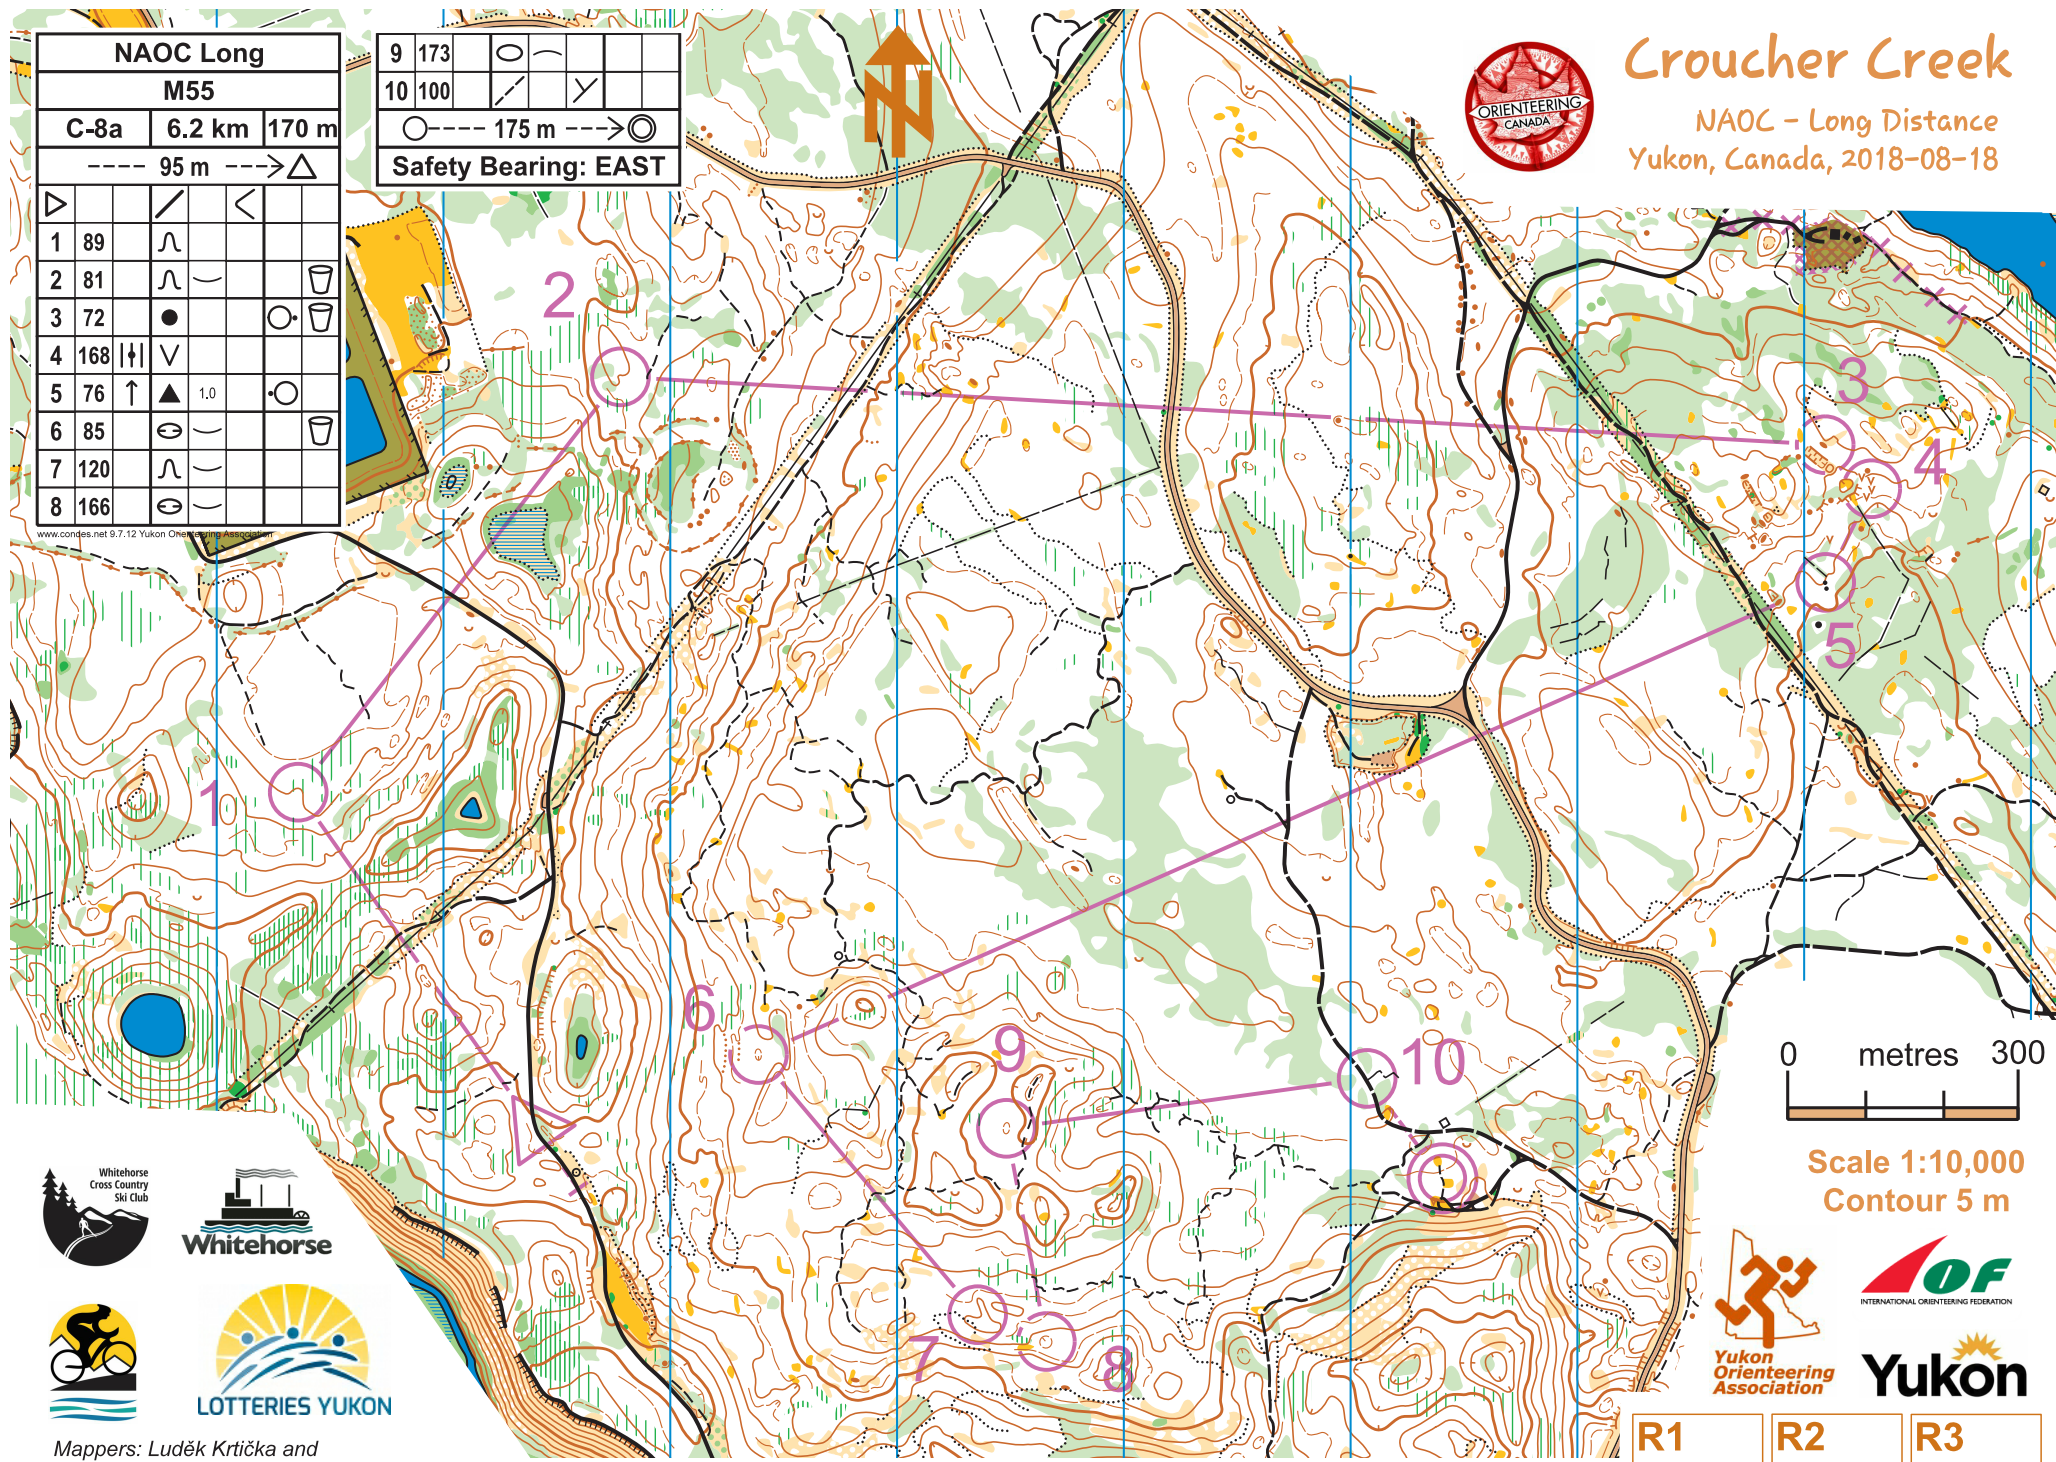 NAOC Long
M55
C-8a 6.2 km 170 m
95 m
1 89
2 81
3 72
4 168
5 76 1.0
6 85
7 120
8 166
www.condes.net 9.7.12 Yukon Orienteering Association
9 173
10 100
175 m
Safety Bearing: EAST
N
ORIENTEERING
CANADA
Croucher Creek
NAOC - Long Distance
Yukon, Canada, 2018-08-18
2
3
4
1
5
6
9
10
7
8
0 metres 300
Scale 1:10,000
Contour 5 m
Whitehorse
Cross Country
Ski Club
Whitehorse
LOTTERIES YUKON
Mappers: Luděk Krtička and
Yukon
Orienteering
Association
IOF
INTERNATIONAL ORIENTEERING FEDERATION
Yukon
R1 R2 R3